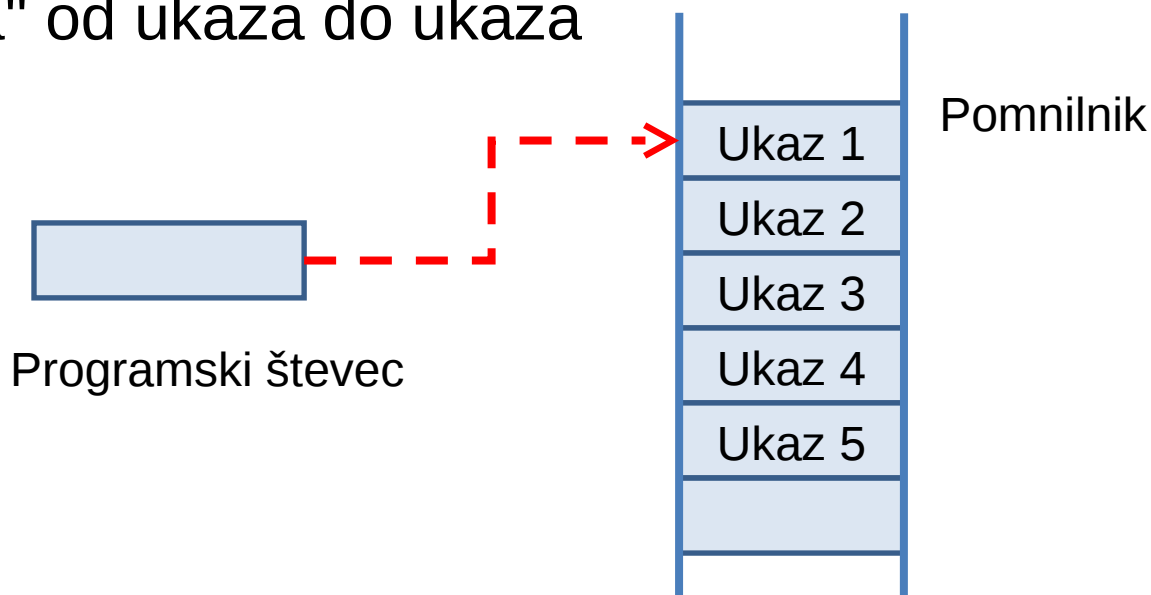 " od ukaza do ukaza
Pomnilnik
Ukaz 1
Ukaz 2
Ukaz 3
Ukaz 4
Ukaz 5
Programski števec